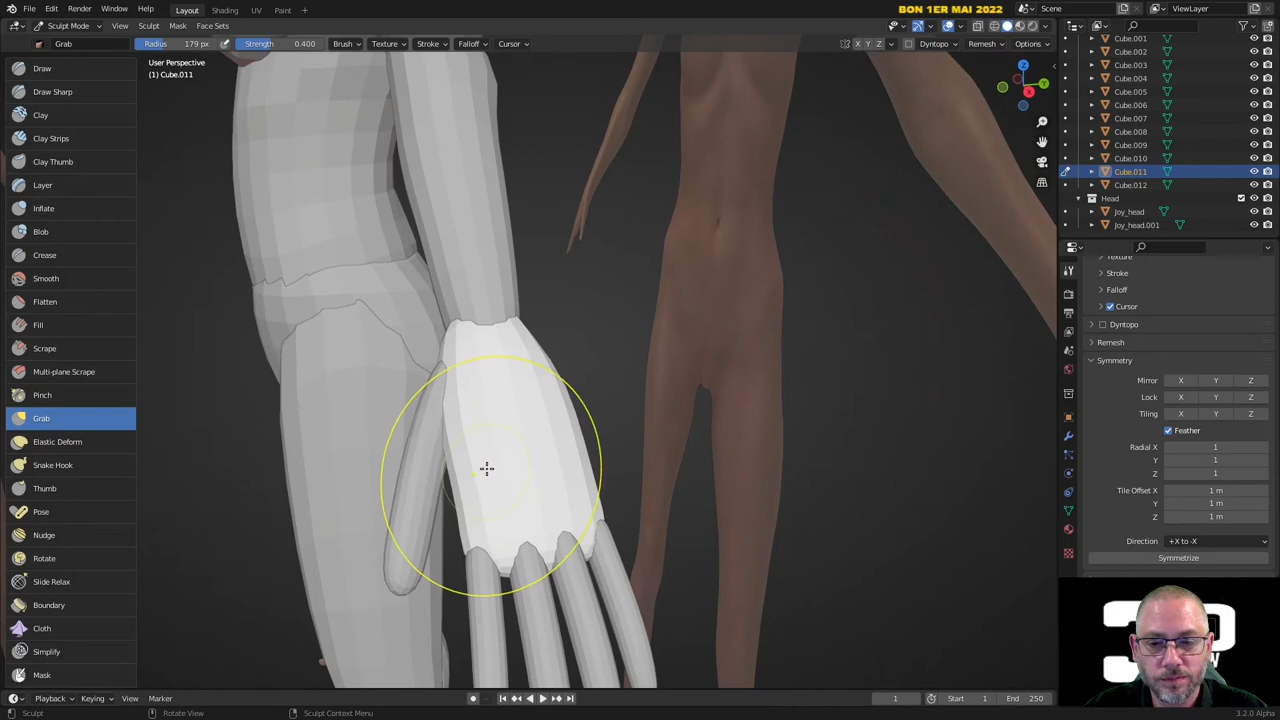 File Edit Render Window Help Layout Shading UV Paint BON 1ER MAI 2022 Scene ViewLayer
Sculpt Mode View Sculpt Mask Face Sets
Grab Radius 179 px Strength 0.400 Brush Texture Stroke Falloff Cursor X Y Z Dyntopo Remesh Options
User Perspective
(1) Cube.011
Draw
Draw Sharp
Clay
Clay Strips
Clay Thumb
Layer
Inflate
Blob
Crease
Smooth
Flatten
Fill
Scrape
Multi-plane Scrape
Pinch
Grab
Elastic Deform
Snake Hook
Thumb
Pose
Nudge
Rotate
Slide Relax
Boundary
Cloth
Simplify
Mask
Z
Y
X
Cube.001
Cube.002
Cube.003
Cube.004
Cube.005
Cube.006
Cube.007
Cube.008
Cube.009
Cube.010
Cube.011
Cube.012
Head
Joy_head
Joy_head.001
Texture
Stroke
Falloff
Cursor
Dyntopo
Remesh
Symmetry
Mirror X Y Z
Lock X Y Z
Tiling X Y Z
Feather
Radial X 1
Y 1
Z 1
Tile Offset X 1 m
Y 1 m
Z 1 m
Direction +X to -X
Symmetrize
Playback Keying View Marker 1 Start 1 End 250
Sculpt Rotate View Sculpt Context Menu 3.2.0 Alpha